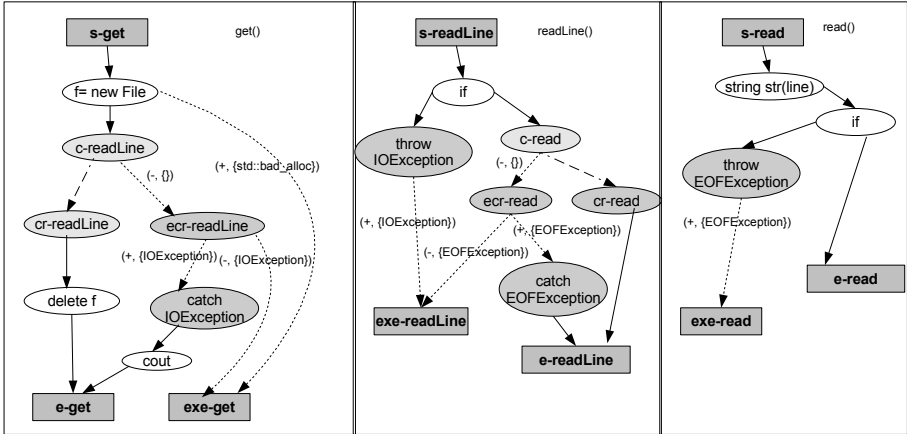 s-get
get()
f= new File
c-readLine
(+, {std::bad_alloc})
(-, {})
cr-readLine
ecr-readLine
(+, {IOException})
(-, {IOException})
delete f
catch
IOException
cout
e-get
exe-get
s-readLine
readLine()
if
throw
IOException
c-read
(-, {})
ecr-read
cr-read
(+, {IOException})
(+, {EOFException})
(-, {EOFException})
catch
EOFException
exe-readLine
e-readLine
s-read
read()
string str(line)
if
throw
EOFException
(+, {EOFException})
e-read
exe-read